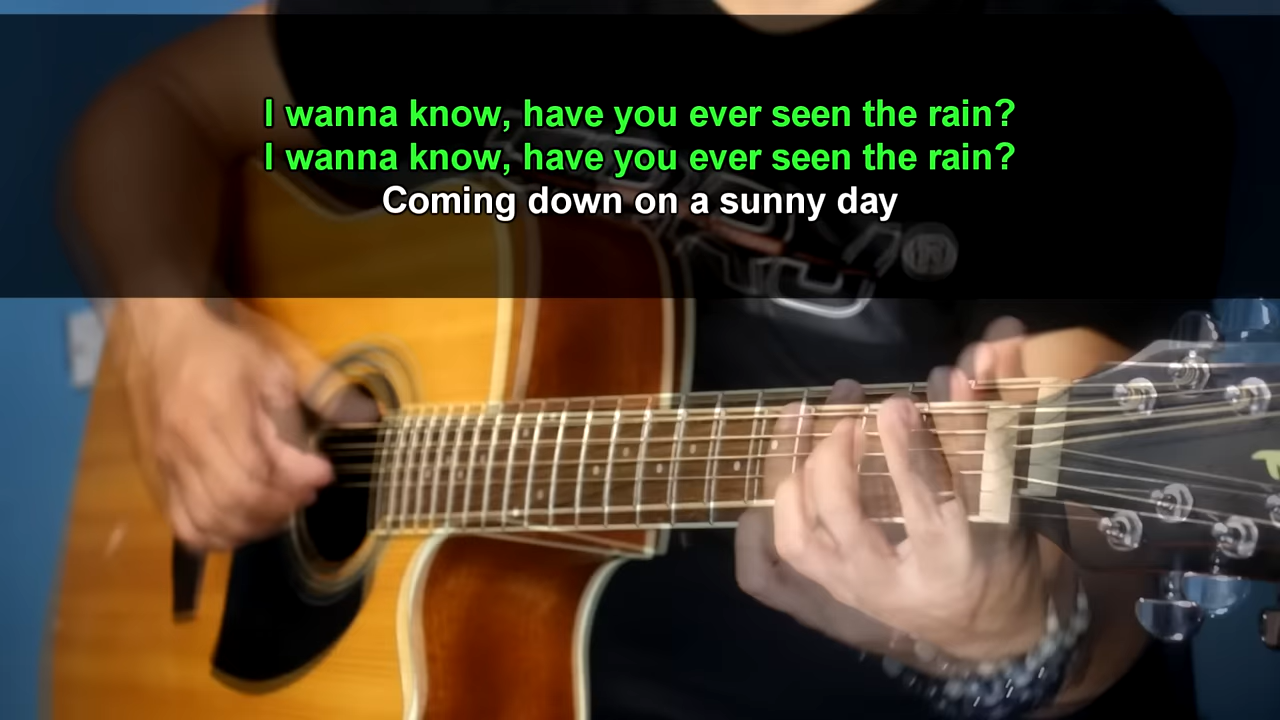 I wanna know, have you ever seen the rain?
I wanna know, have you ever seen the rain?
Coming down on a sunny day
®